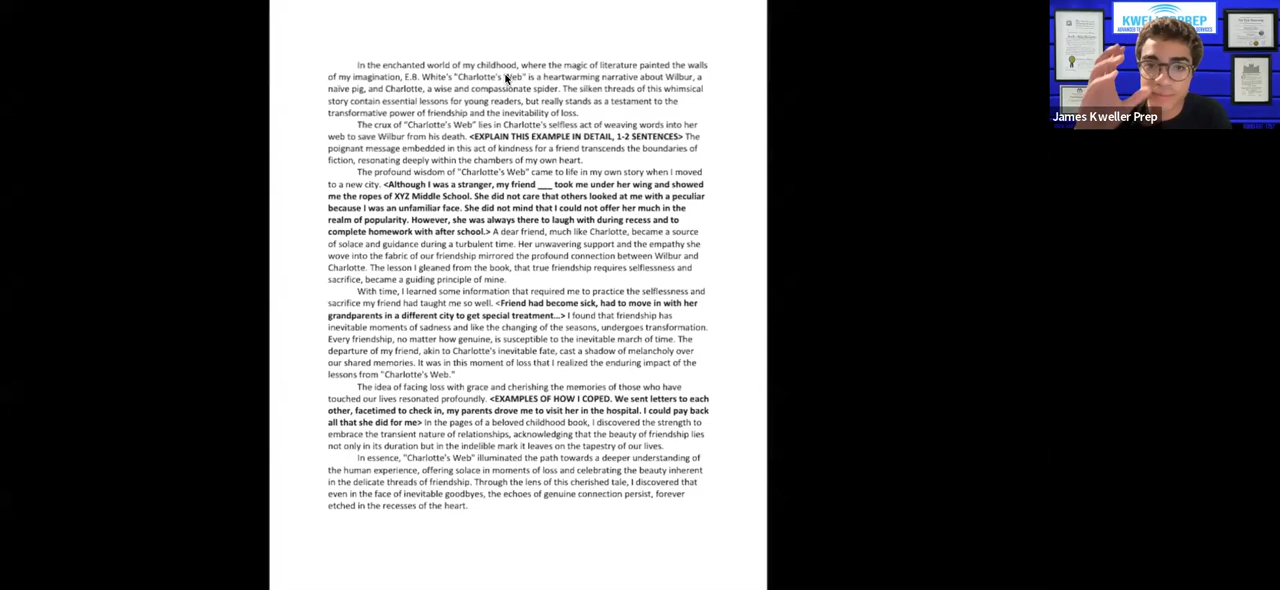 In the enchanted world of my childhood, where the magic of literature painted the walls
of my imagination, E.B. White's "Charlotte's Web" is a heartwarming narrative about Wilbur, a
naïve pig, and Charlotte, a wise and compassionate spider. The silken threads of this whimsical
story contain essential lessons for young readers, but really stands as a testament to the
transformative power of friendship and the inevitability of loss.
The crux of "Charlotte's Web" lies in Charlotte's selfless act of weaving words into her
web to save Wilbur from his death. <EXPLAIN THIS EXAMPLE IN DETAIL, 1-2 SENTENCES> The
poignant message embedded in this act of kindness for a friend transcends the boundaries of
fiction, resonating deeply within the chambers of my own heart.
The profound wisdom of "Charlotte's Web" came to life in my own story when I moved
to a new city. <Although I was a stranger, my friend ___ took me under her wing and showed
me the ropes of XYZ Middle School. She did not care that others looked at me with a peculiar
because I was an unfamiliar face. She did not mind that I could not offer her much in the
realm of popularity. However, she was always there to laugh with during recess and to
complete homework with after school.> A dear friend, much like Charlotte, became a source
of solace and guidance during a turbulent time. Her unwavering support and the empathy she
wove into the fabric of our friendship mirrored the profound connection between Wilbur and
Charlotte. The lesson I gleaned from the book, that true friendship requires selflessness and
sacrifice, became a guiding principle of mine.
With time, I learned some information that required me to practice the selflessness and
sacrifice my friend had taught me so well. <Friend had become sick, had to move in with her
grandparents in a different city to get special treatment…> I found that friendship has
inevitable moments of sadness and like the changing of the seasons, undergoes transformation.
Every friendship, no matter how genuine, is susceptible to the inevitable march of time. The
departure of my friend, akin to Charlotte's inevitable fate, cast a shadow of melancholy over
our shared memories. It was in this moment of loss that I realized the enduring impact of the
lessons from "Charlotte's Web."
The idea of facing loss with grace and cherishing the memories of those who have
touched our lives resonated profoundly. <EXAMPLES OF HOW I COPED. We sent letters to each
other, facetimed to check in, my parents drove me to visit her in the hospital. I could pay back
all that she did for me> In the pages of a beloved childhood book, I discovered the strength to
embrace the transient nature of relationships, acknowledging that the beauty of friendship lies
not only in its duration but in the indelible mark it leaves on the tapestry of our lives.
In essence, "Charlotte's Web" illuminated the path towards a deeper understanding of
the human experience, offering solace in moments of loss and celebrating the beauty inherent
in the delicate threads of friendship. Through the lens of this cherished tale, I discovered that
even in the face of inevitable goodbyes, the echoes of genuine connection persist, forever
etched in the recesses of the heart.
James Kweller Prep